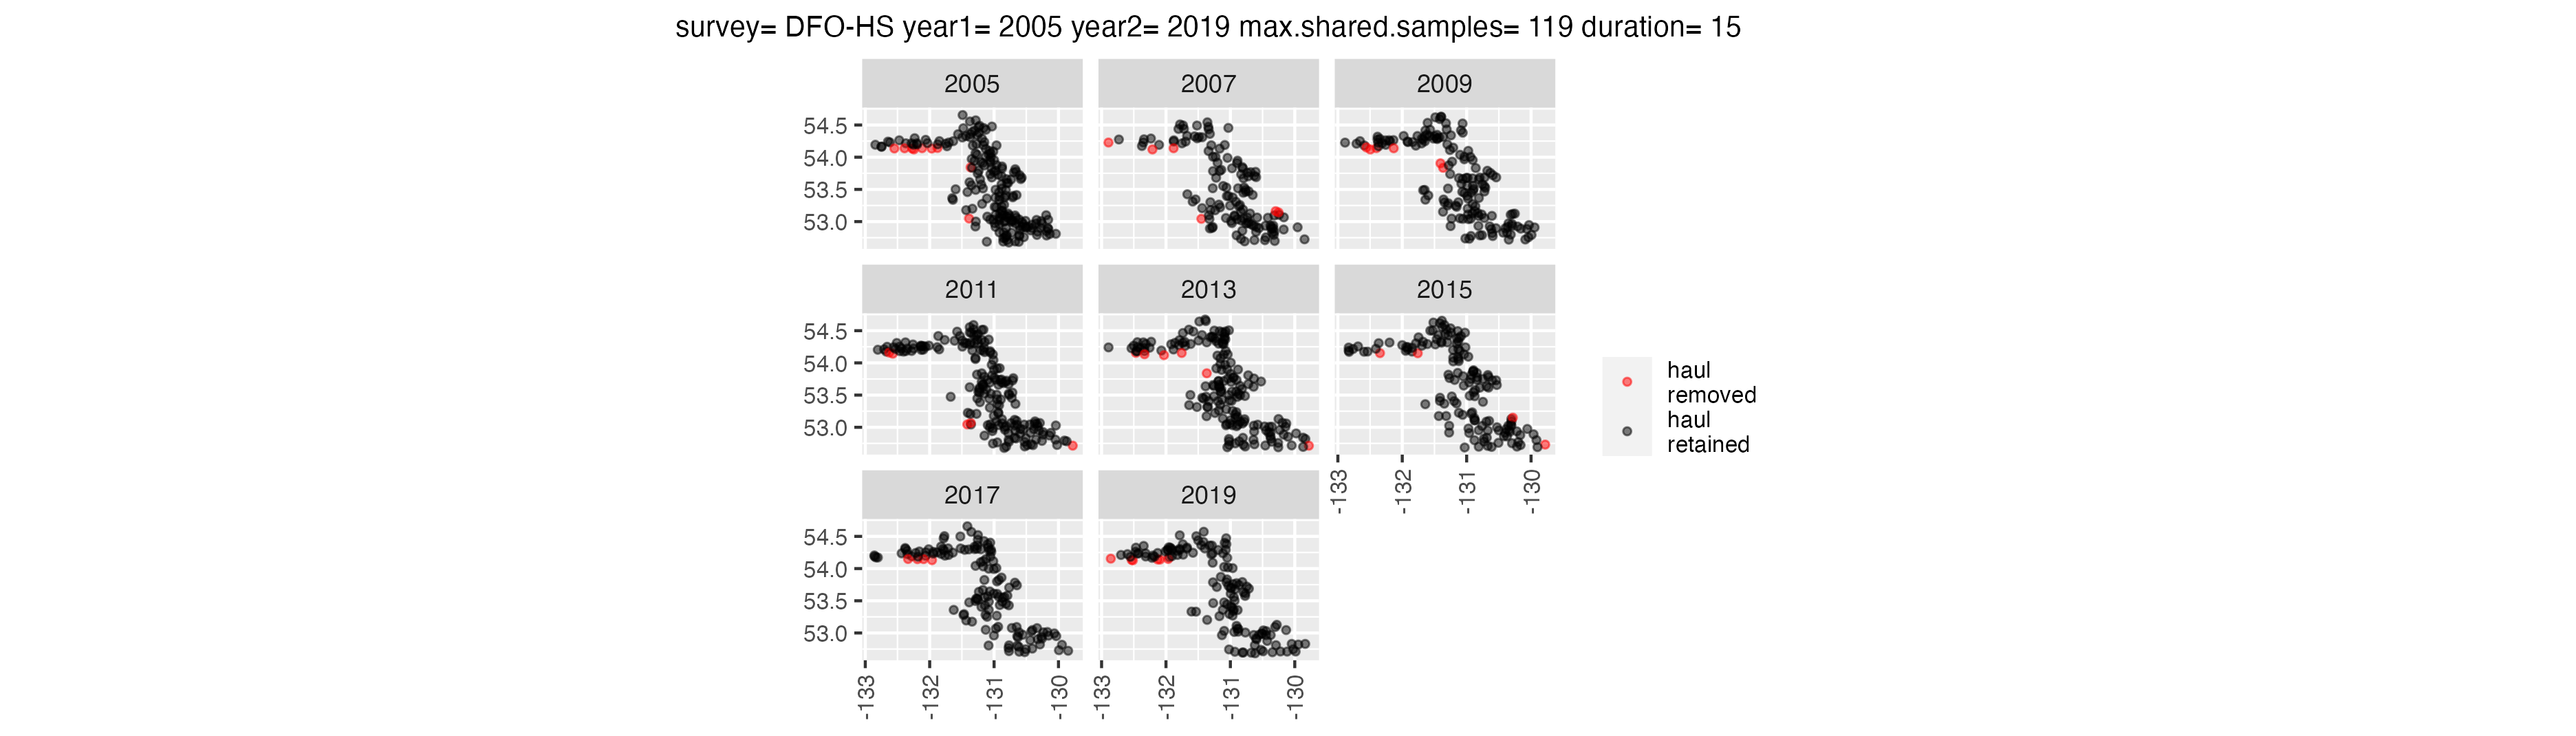 survey= DFO-HS year1= 2005 year2= 2019 max.shared.samples= 119 duration= 15
2005 2007 2009
54.5
54.0
53.5
53.0
2011 2013 2015
54.5
54.0
53.5
53.0
haul
removed
haul
retained
-133 -132 -131 -130
2017 2019
54.5
54.0
53.5
53.0
-133 -132 -131 -130 -133 -132 -131 -130